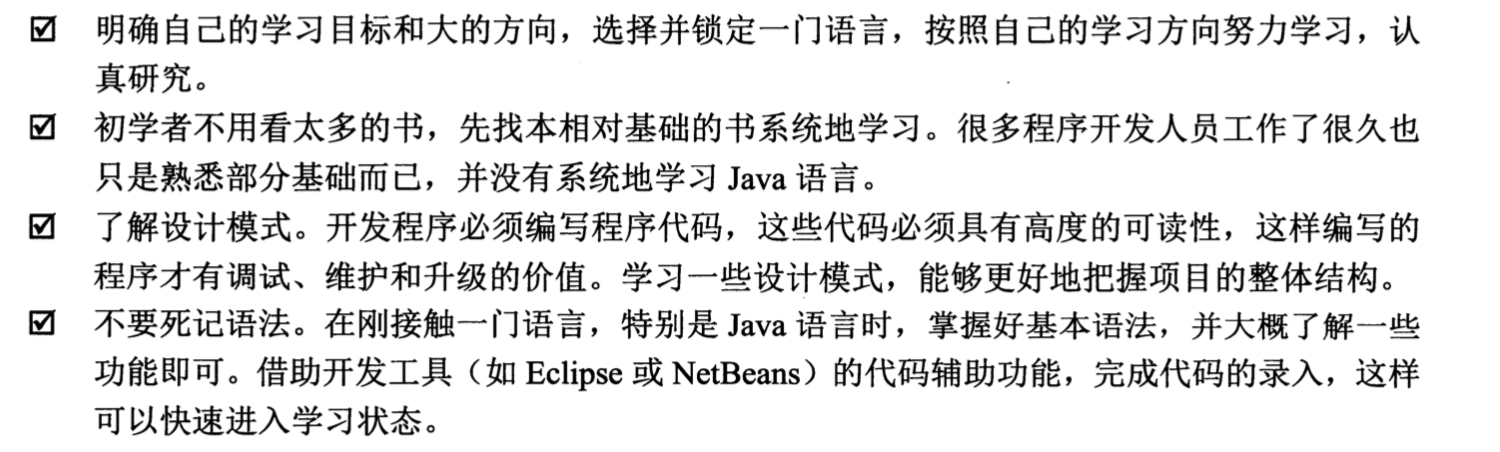 ☑ 明确自己的学习目标和大的方向，选择并锁定一门语言，按照自己的学习方向努力学习，认
真研究。
☑ 初学者不用看太多的书，先找本相对基础的书系统地学习。很多程序开发人员工作了很久也
只是熟悉部分基础而已，并没有系统地学习 Java 语言。
☑ 了解设计模式。开发程序必须编写程序代码，这些代码必须具有高度的可读性，这样编写的
程序才有调试、维护和升级的价值。学习一些设计模式，能够更好地把握项目的整体结构。
☑ 不要死记语法。在刚接触一门语言，特别是 Java 语言时，掌握好基本语法，并大概了解一些
功能即可。借助开发工具（如 Eclipse 或 NetBeans）的代码辅助功能，完成代码的录入，这样
可以快速进入学习状态。